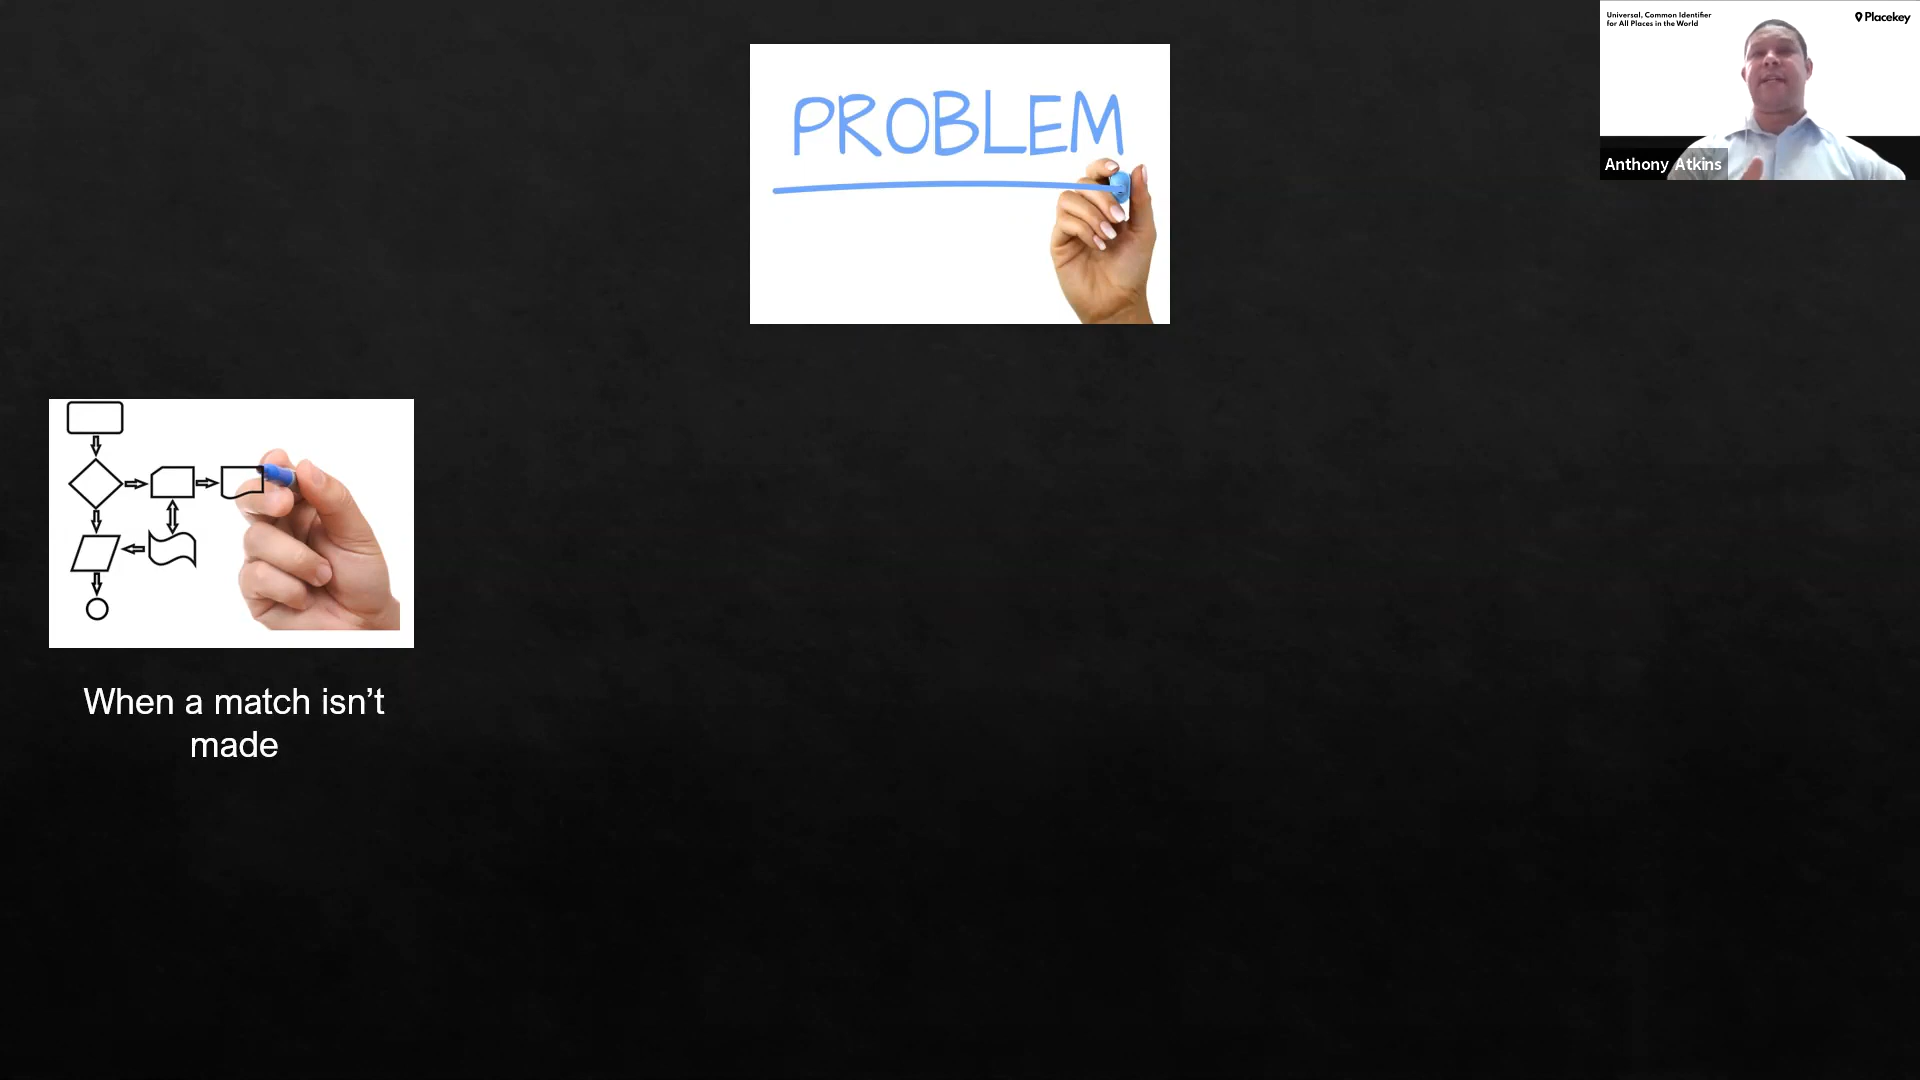 PROBLEM
Universal, Common Identifier
for All Places in the World
Placekey
Anthony Atkins
When a match isn’t
made